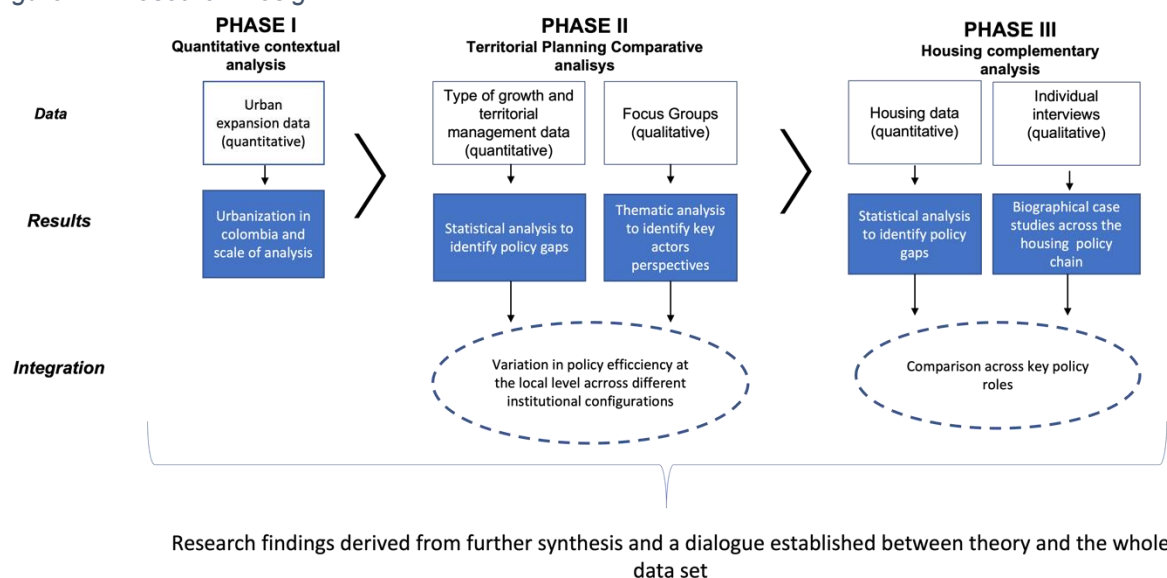 PHASE I
Quantitative contextual
analysis
PHASE II
Territorial Planning Comparative
analisys
PHASE III
Housing complementary
analysis
Data
Urban
expansion data
(quantitative)
Type of growth and
territorial
management data
(quantitative)
Focus Groups
(qualitative)
Housing data
(quantitative)
Individual
interviews
(qualitative)
Results
Urbanization in
colombia and
scale of analysis
Statistical analysis to
identify policy gaps
Thematic analysis
to identify key
actors
perspectives
Statistical analysis
to identify policy
gaps
Biographical case
studies across the
housing policy
chain
Integration
Variation in policy efficciency at
the local level acrross different
institutional configurations
Comparison across key policy
roles
Research findings derived from further synthesis and a dialogue established between theory and the whole
data set